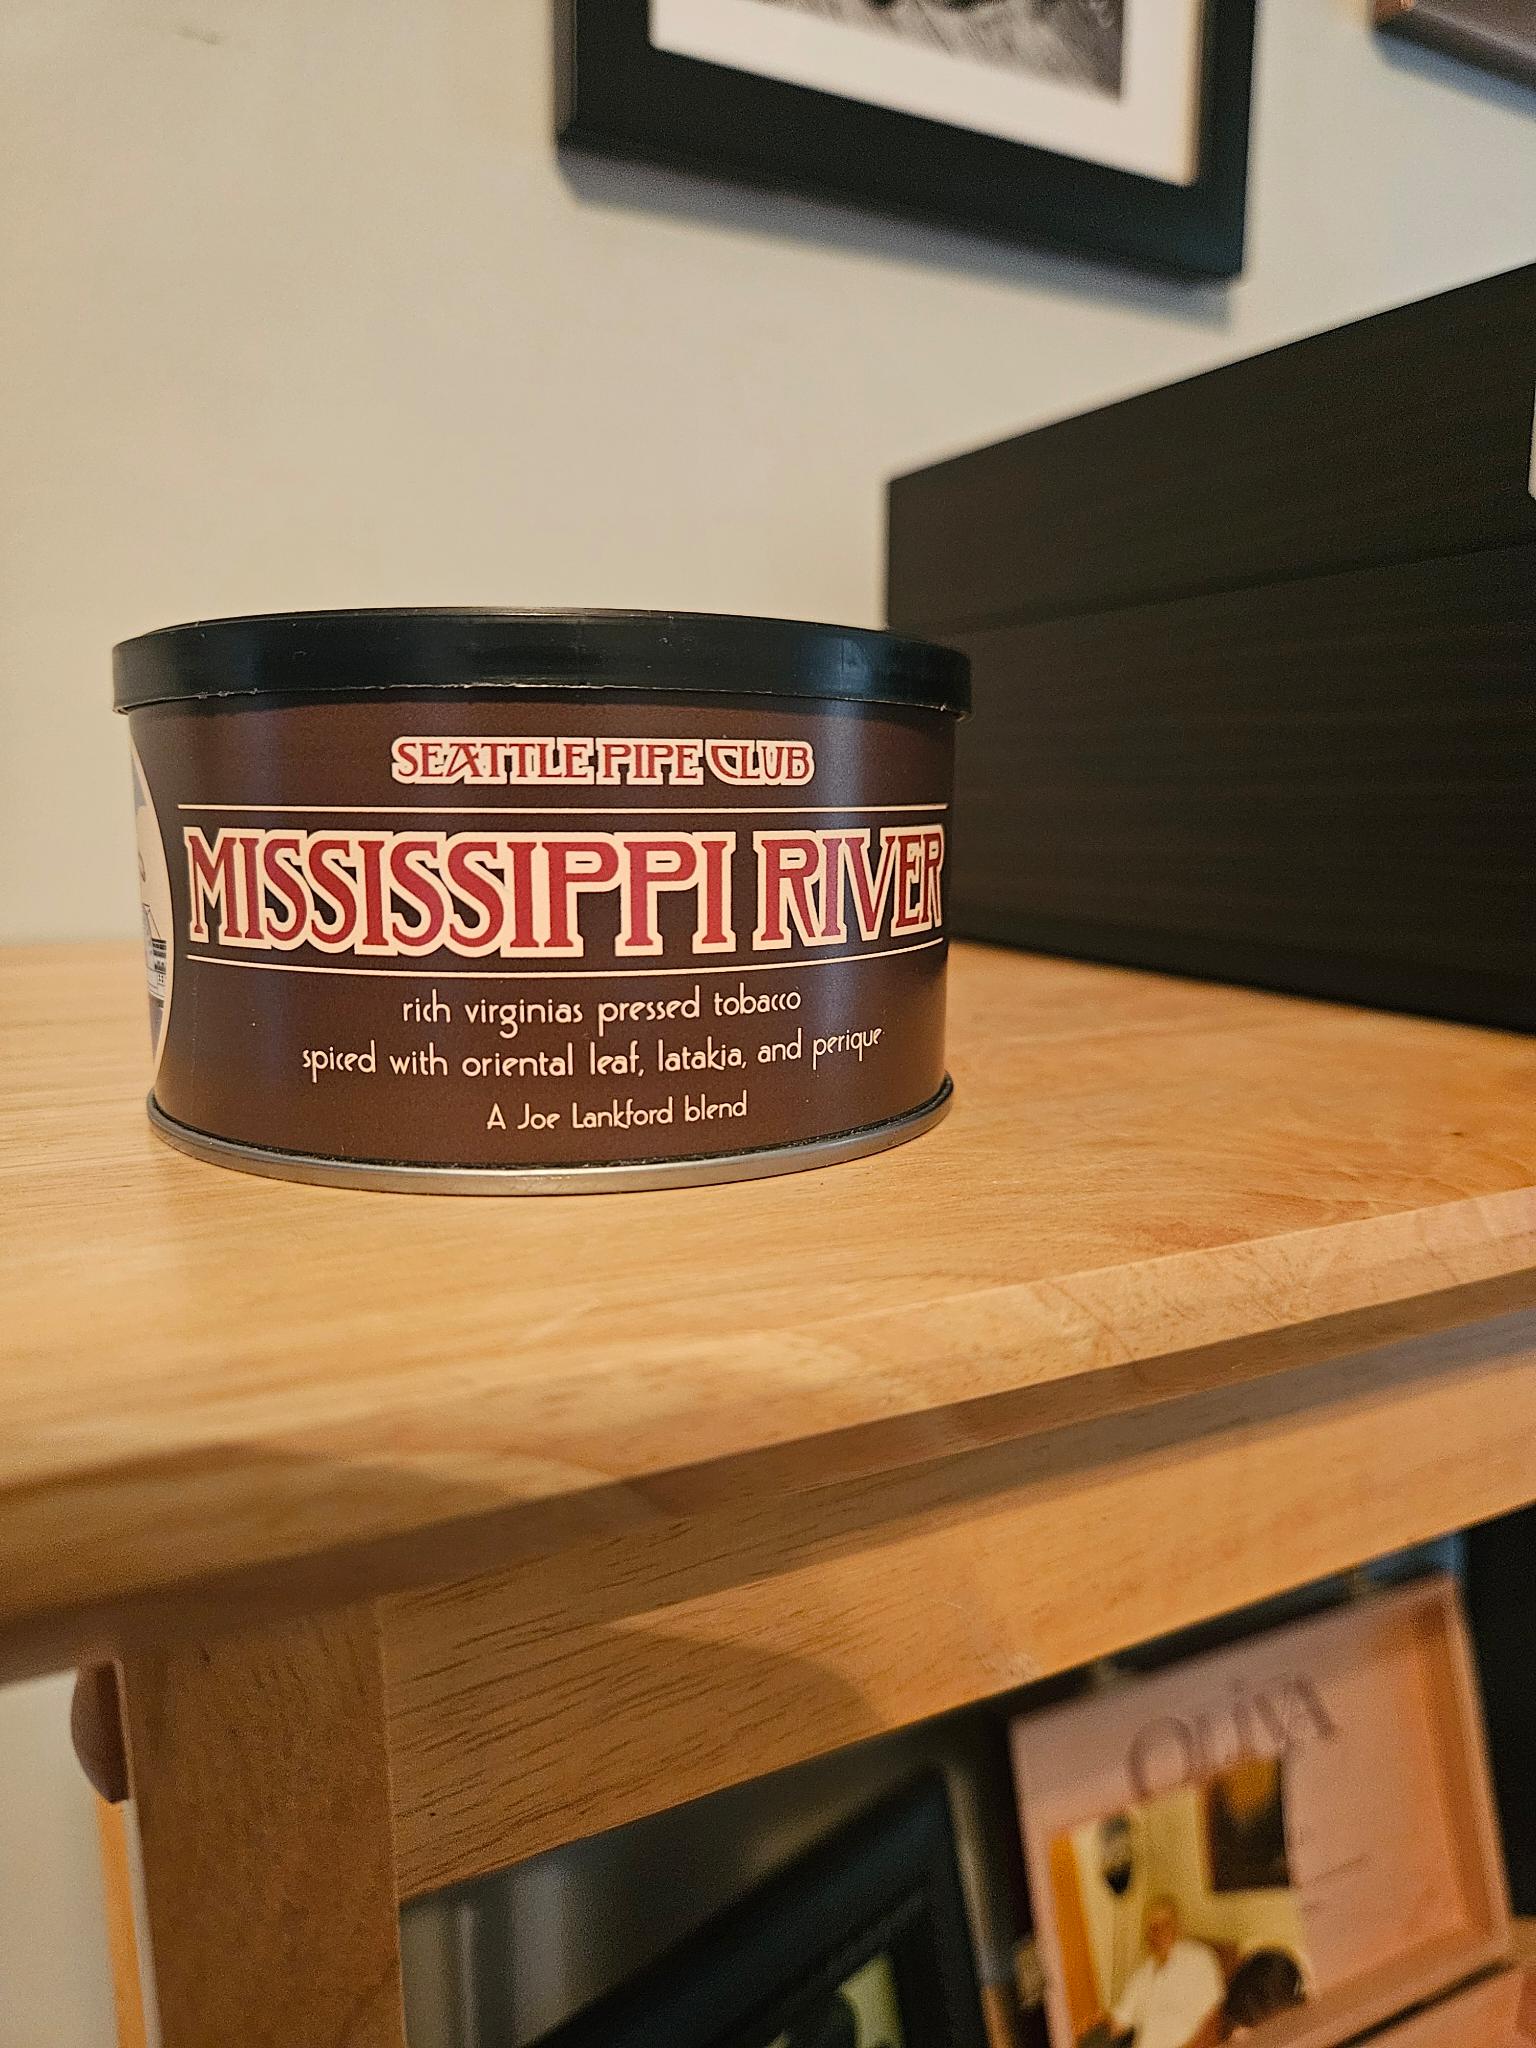 SEATTLE PIPE CLUB
MISSISSIPPI RIVER
rich virginias pressed tobacco
spiced with oriental leaf, latakia, and perique
A Joe Lankford blend
OLIVA